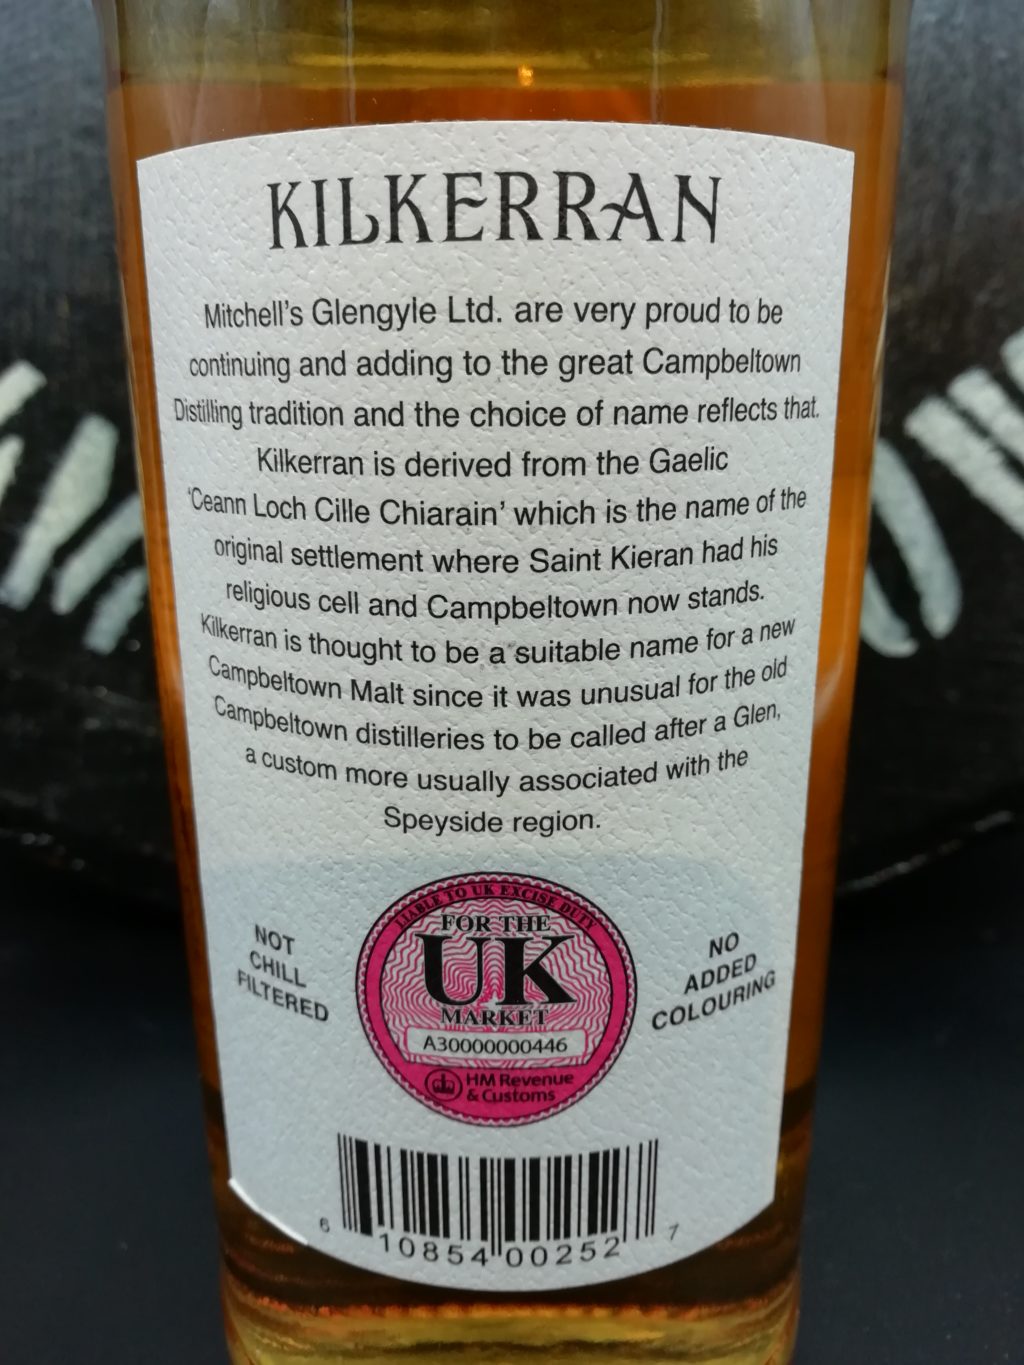 KILKERRAN
Mitchell's Glengyle Ltd. are very proud to be
continuing and adding to the great Campbeltown
Distilling tradition and the choice of name reflects that.
Kilkerran is derived from the Gaelic
'Ceann Loch Cille Chiarain' which is the name of the
original settlement where Saint Kieran had his
religious cell and Campbeltown now stands.
Kilkerran is thought to be a suitable name for a new
Campbeltown Malt since it was unusual for the old
Campbeltown distilleries to be called after a Glen,
a custom more usually associated with the
Speyside region.
NOT
CHILL
FILTERED
LIABLE TO UK EXCISE DUTY
FOR THE
UK
MARKET
A30000000446
HM Revenue
& Customs
NO
ADDED
COLOURING
6 10854 00252 7